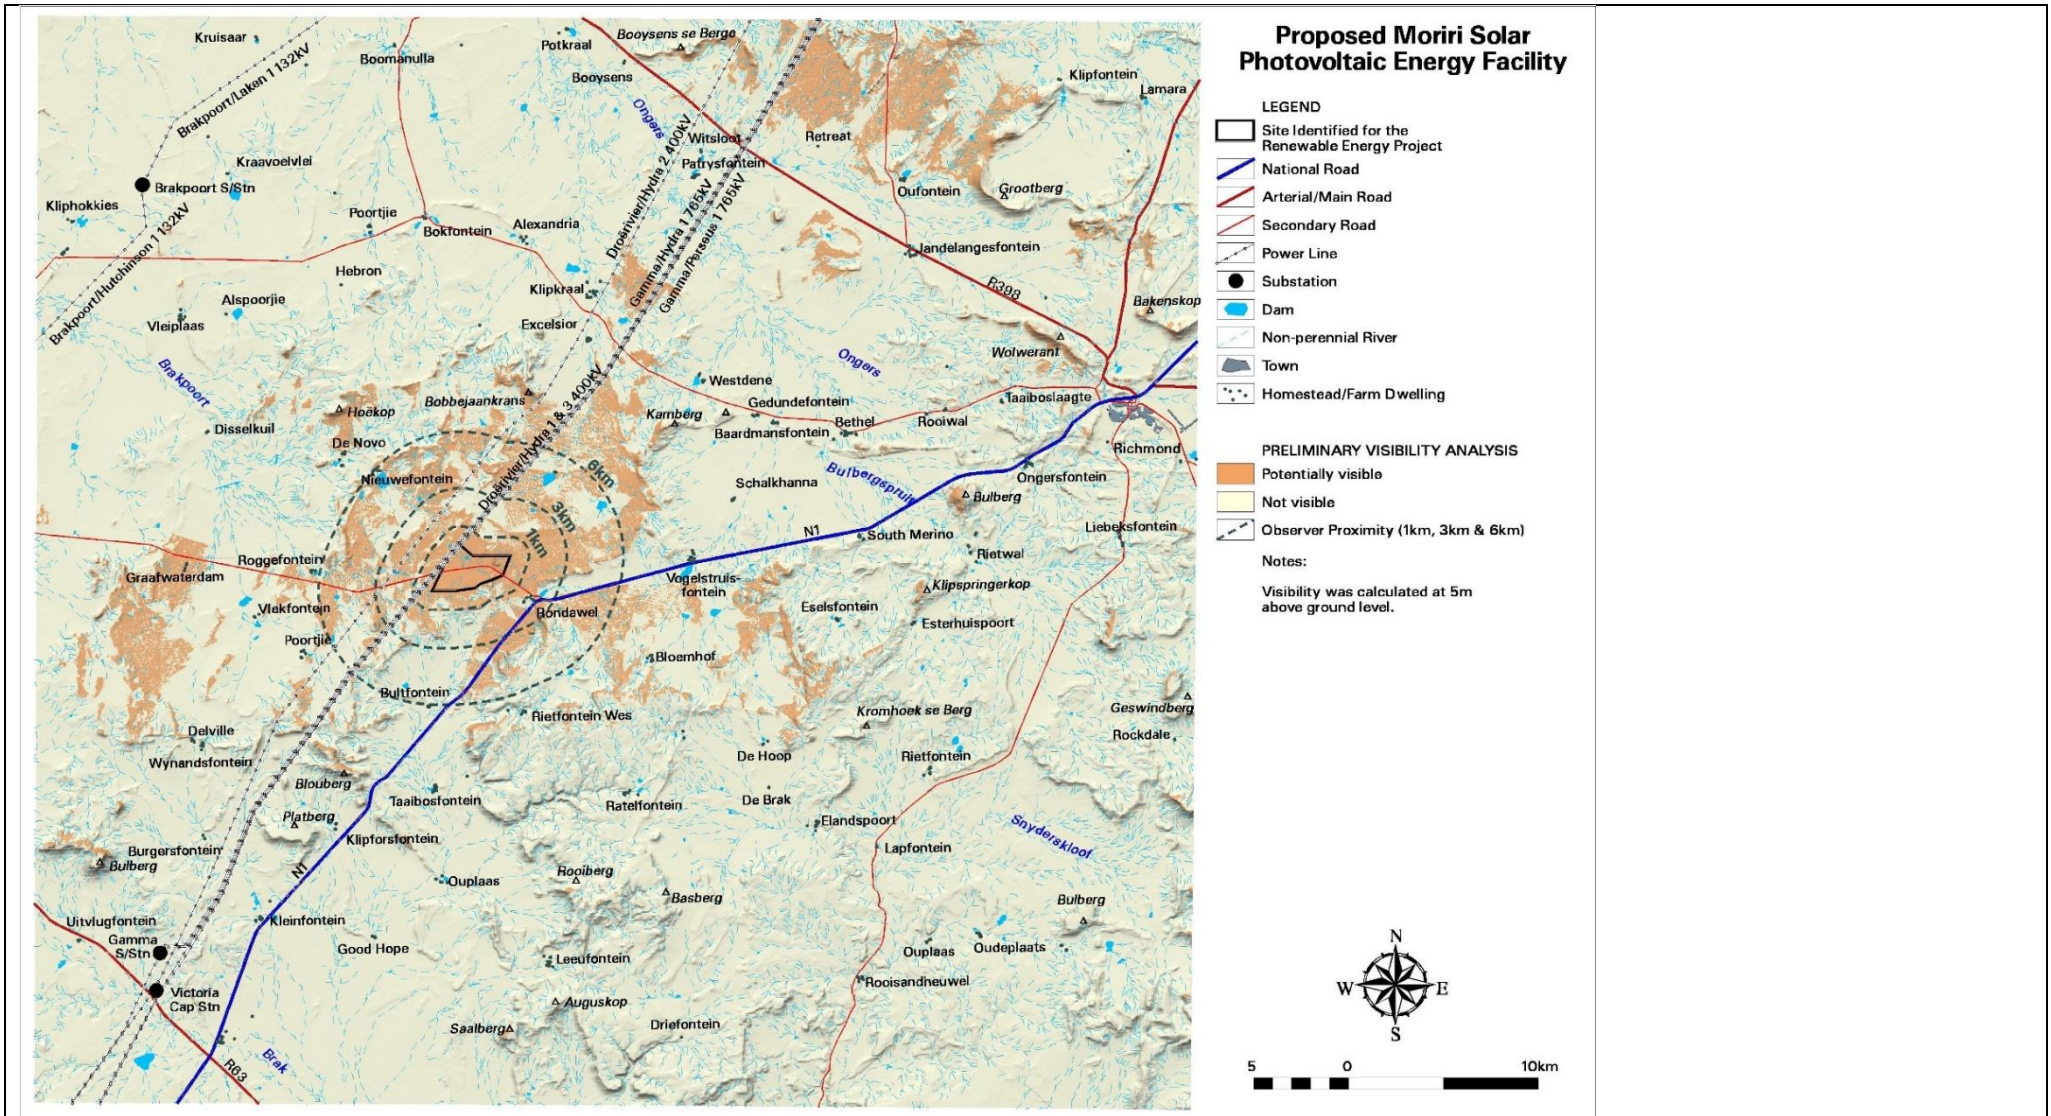 Proposed Moriri Solar
Photovoltaic Energy Facility
LEGEND
Site Identified for the
Renewable Energy Project
National Road
Arterial/Main Road
Secondary Road
Power Line
Substation
Dam
Non-perennial River
Town
Homestead/Farm Dwelling
PRELIMINARY VISIBILITY ANALYSIS
Potentially visible
Not visible
Observer Proximity (1km, 3km & 6km)
Notes:
Visibility was calculated at 5m
above ground level.
N
W
E
S
5
0
10km
Kruisaar
Boomanulla
Potkraal
Booysens se Berge
Booysens
Klipfontein
Lamara
Brakpoort/Laken 1 132kV
Ongers
Witsloot
Retreat
Patrysfontein
Kraavoelvlei
Brakpoort S/Stn
Oufontein
Grootberg
Kliphokkies
Poortjie
Bokfontein
Alexandria
Droërivier/Hydra 2 400kV
Gamma/Hydra 1 765kV
Gamma/Perseus 1 765kV
Jandelangesfontein
Brakpoort/Hutchinson 1 132kV
Hebron
Klipkraal
R398
Alspoorjie
Vleiplaas
Excelsior
Bakenskop
Wolwerant
Ongers
Brakpoort
Westdene
Hoëkop
Bobbejaankrans
Droërivier/Hydra 1 & 3 400kV
Karnberg
Gedundefontein
Taaiboslaagte
Disselkuil
De Novo
Baardmansfontein
Bethel
Rooiwal
Richmond
Nieuwefontein
6km
Schalkhanna
Bulbergspruit
Ongersfontein
Bulberg
3km
1km
N1
South Merino
Liebeksfontein
Rietwal
Roggefontein
Graafwaterdam
Vogelstruis-
fontein
Klipspringerkop
Vlekfontein
Rondawel
Eselsfontein
Esterhuispoort
Poortjie
Bloemhof
Bultfontein
Rietfontein Wes
Kromhoek se Berg
Geswindberg
Delville
Rockdale
Wynandsfontein
De Hoop
Rietfontein
Blouberg
Taaibosfontein
Ratelfontein
De Brak
Platberg
Klipforsfontein
Elandspoort
Snyderskloof
Burgersfontein
Bulberg
Lapfontein
N1
Ouplaas
Rooiberg
Basberg
Bulberg
Uitvlugfontein
Kleinfontein
Gamma
S/Stn
Good Hope
Leeufontein
Ouplaas
Oudeplaats
Rooisandheuwel
Victoria
Cap Stn
Auguskop
Saalberg
Driefontein
Brak
R63